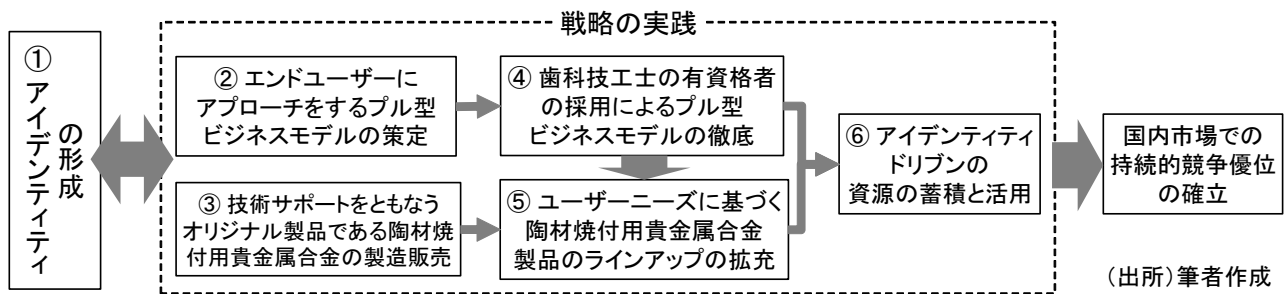 戦略の実践
① アイデンティティ
の形成
② エンドユーザーに
アプローチをするプル型
ビジネスモデルの策定
③ 技術サポートをともなう
オリジナル製品である陶材焼
付用貴金属合金の製造販売
④ 歯科技工士の有資格者
の採用によるプル型
ビジネスモデルの徹底
⑤ ユーザーニーズに基づく
陶材焼付用貴金属合金
製品のラインアップの拡充
⑥ アイデンティティ
ドリブンの
資源の蓄積と活用
国内市場での
持続的競争優位
の確立
（出所）筆者作成